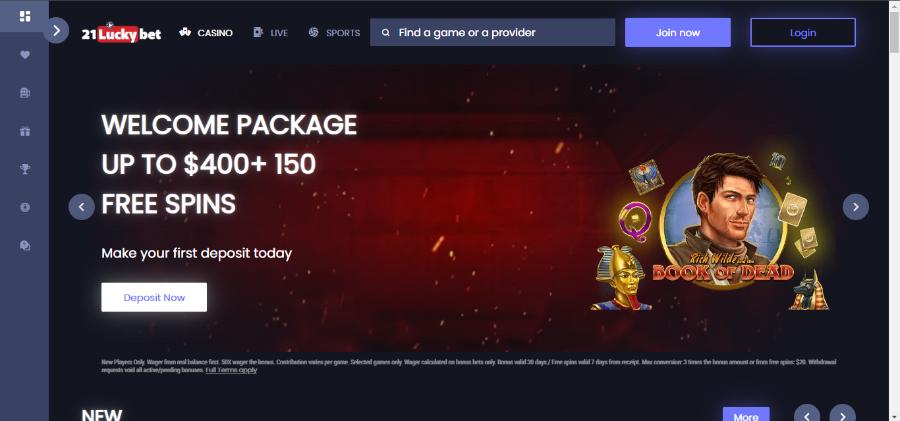 21Luckybet
CASINO
LIVE
SPORTS
Find a game or a provider
Join now
Login
WELCOME PACKAGE
UP TO $400+ 150
FREE SPINS
Make your first deposit today
Deposit Now
Q
10
Rich Wilde and the
BOOK OF DEAD
New Players Only. Wager from real balance first. 50X wager the bonus. Contribution varies per game. Selected games only. Wager calculated on bonus bets only. Bonus valid 30 days / Free spins valid 7 days from receipt. Max conversion: 3 times the bonus amount or from free spins: $20. Withdrawal
requests void all active/pending bonuses. Full Terms apply
NEW
More